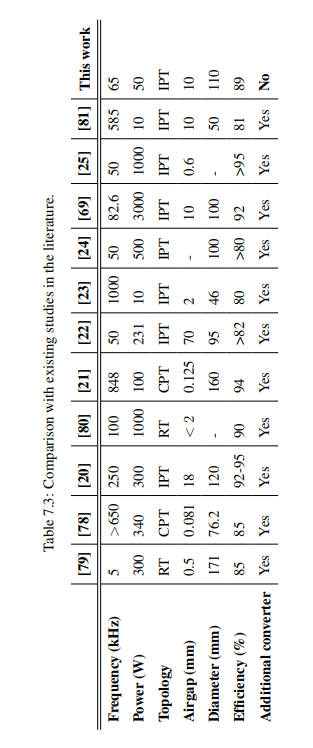 Table 7.3: Comparison with existing studies in the literature.
[79] [78] [20] [80] [21] [22] [23] [24] [69] [25] [81] This work
Frequency (kHz) 5 >650 250 100 848 50 1000 50 82.6 50 585 65
Power (W) 300 340 300 1000 100 231 10 500 3000 1000 10 50
Topology RT CPT IPT RT CPT IPT IPT IPT IPT IPT IPT IPT
Airgap (mm) 0.5 0.081 18 < 2 0.125 70 2 - 10 0.6 10 10
Diameter (mm) 171 76.2 120 - 160 95 46 100 100 - 50 110
Efficiency (%) 85 85 92-95 90 94 >82 80 >80 92 >95 81 89
Additional converter Yes Yes Yes Yes Yes Yes Yes Yes Yes Yes Yes No